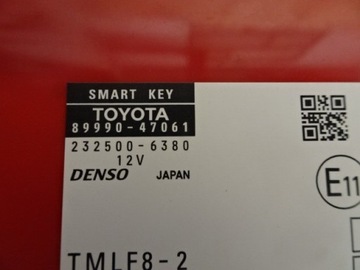 SMART KEY
TOYOTA
89990-47061
232500-6380
12V
DENSO JAPAN
E11
TMLF8-2